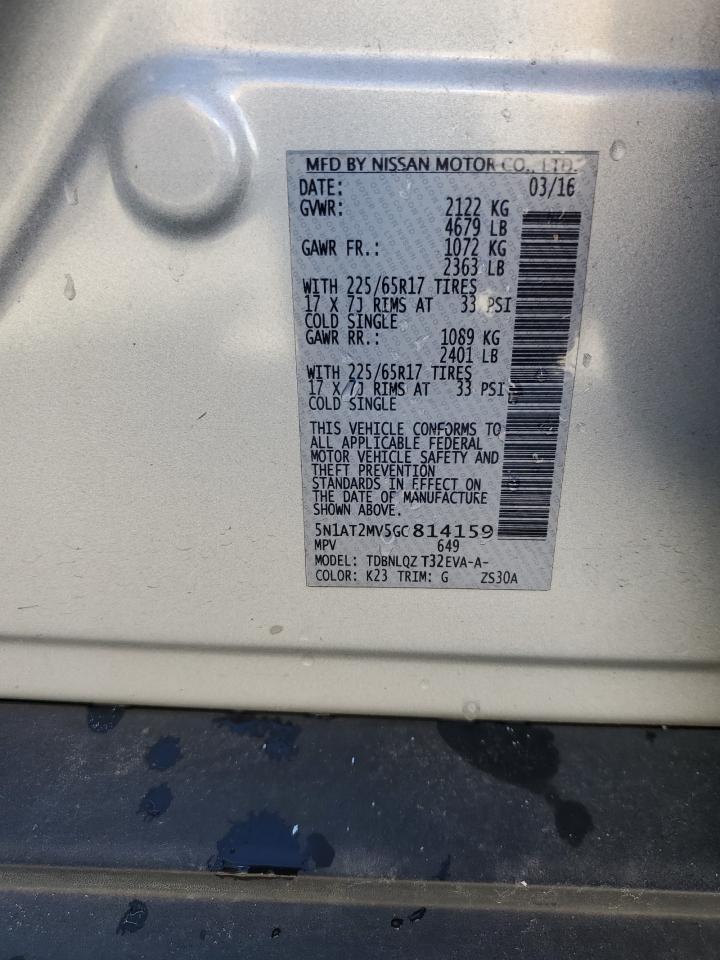 MFD BY NISSAN MOTOR CO., LTD.
DATE: 03/16
GVWR: 2122 KG
4679 LB
GAWR FR.: 1072 KG
2363 LB
WITH 225/65R17 TIRES
17 X 7J RIMS AT 33 PSI
COLD SINGLE
GAWR RR.: 1089 KG
2401 LB
WITH 225/65R17 TIRES
17 X 7J RIMS AT 33 PSI
COLD SINGLE
THIS VEHICLE CONFORMS TO
ALL APPLICABLE FEDERAL
MOTOR VEHICLE SAFETY AND
THEFT PREVENTION
STANDARDS IN EFFECT ON
THE DATE OF MANUFACTURE
SHOWN ABOVE.
5N1AT2MV5GC814159
MPV 649
MODEL: TDBNLQZ T32EVA-A-
COLOR: K23 TRIM: G ZS30A